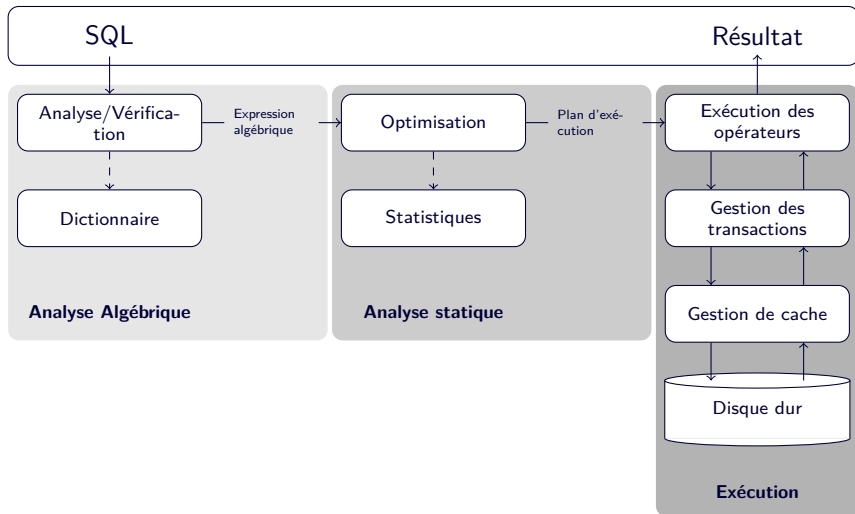 SQL
Résultat
Analyse/Vérifica-
tion
Expression
algébrique
Optimisation
Plan d'exé-
cution
Exécution des
opérateurs
Dictionnaire
Statistiques
Gestion des
transactions
Analyse Algébrique
Analyse statique
Gestion de cache
Disque dur
Exécution